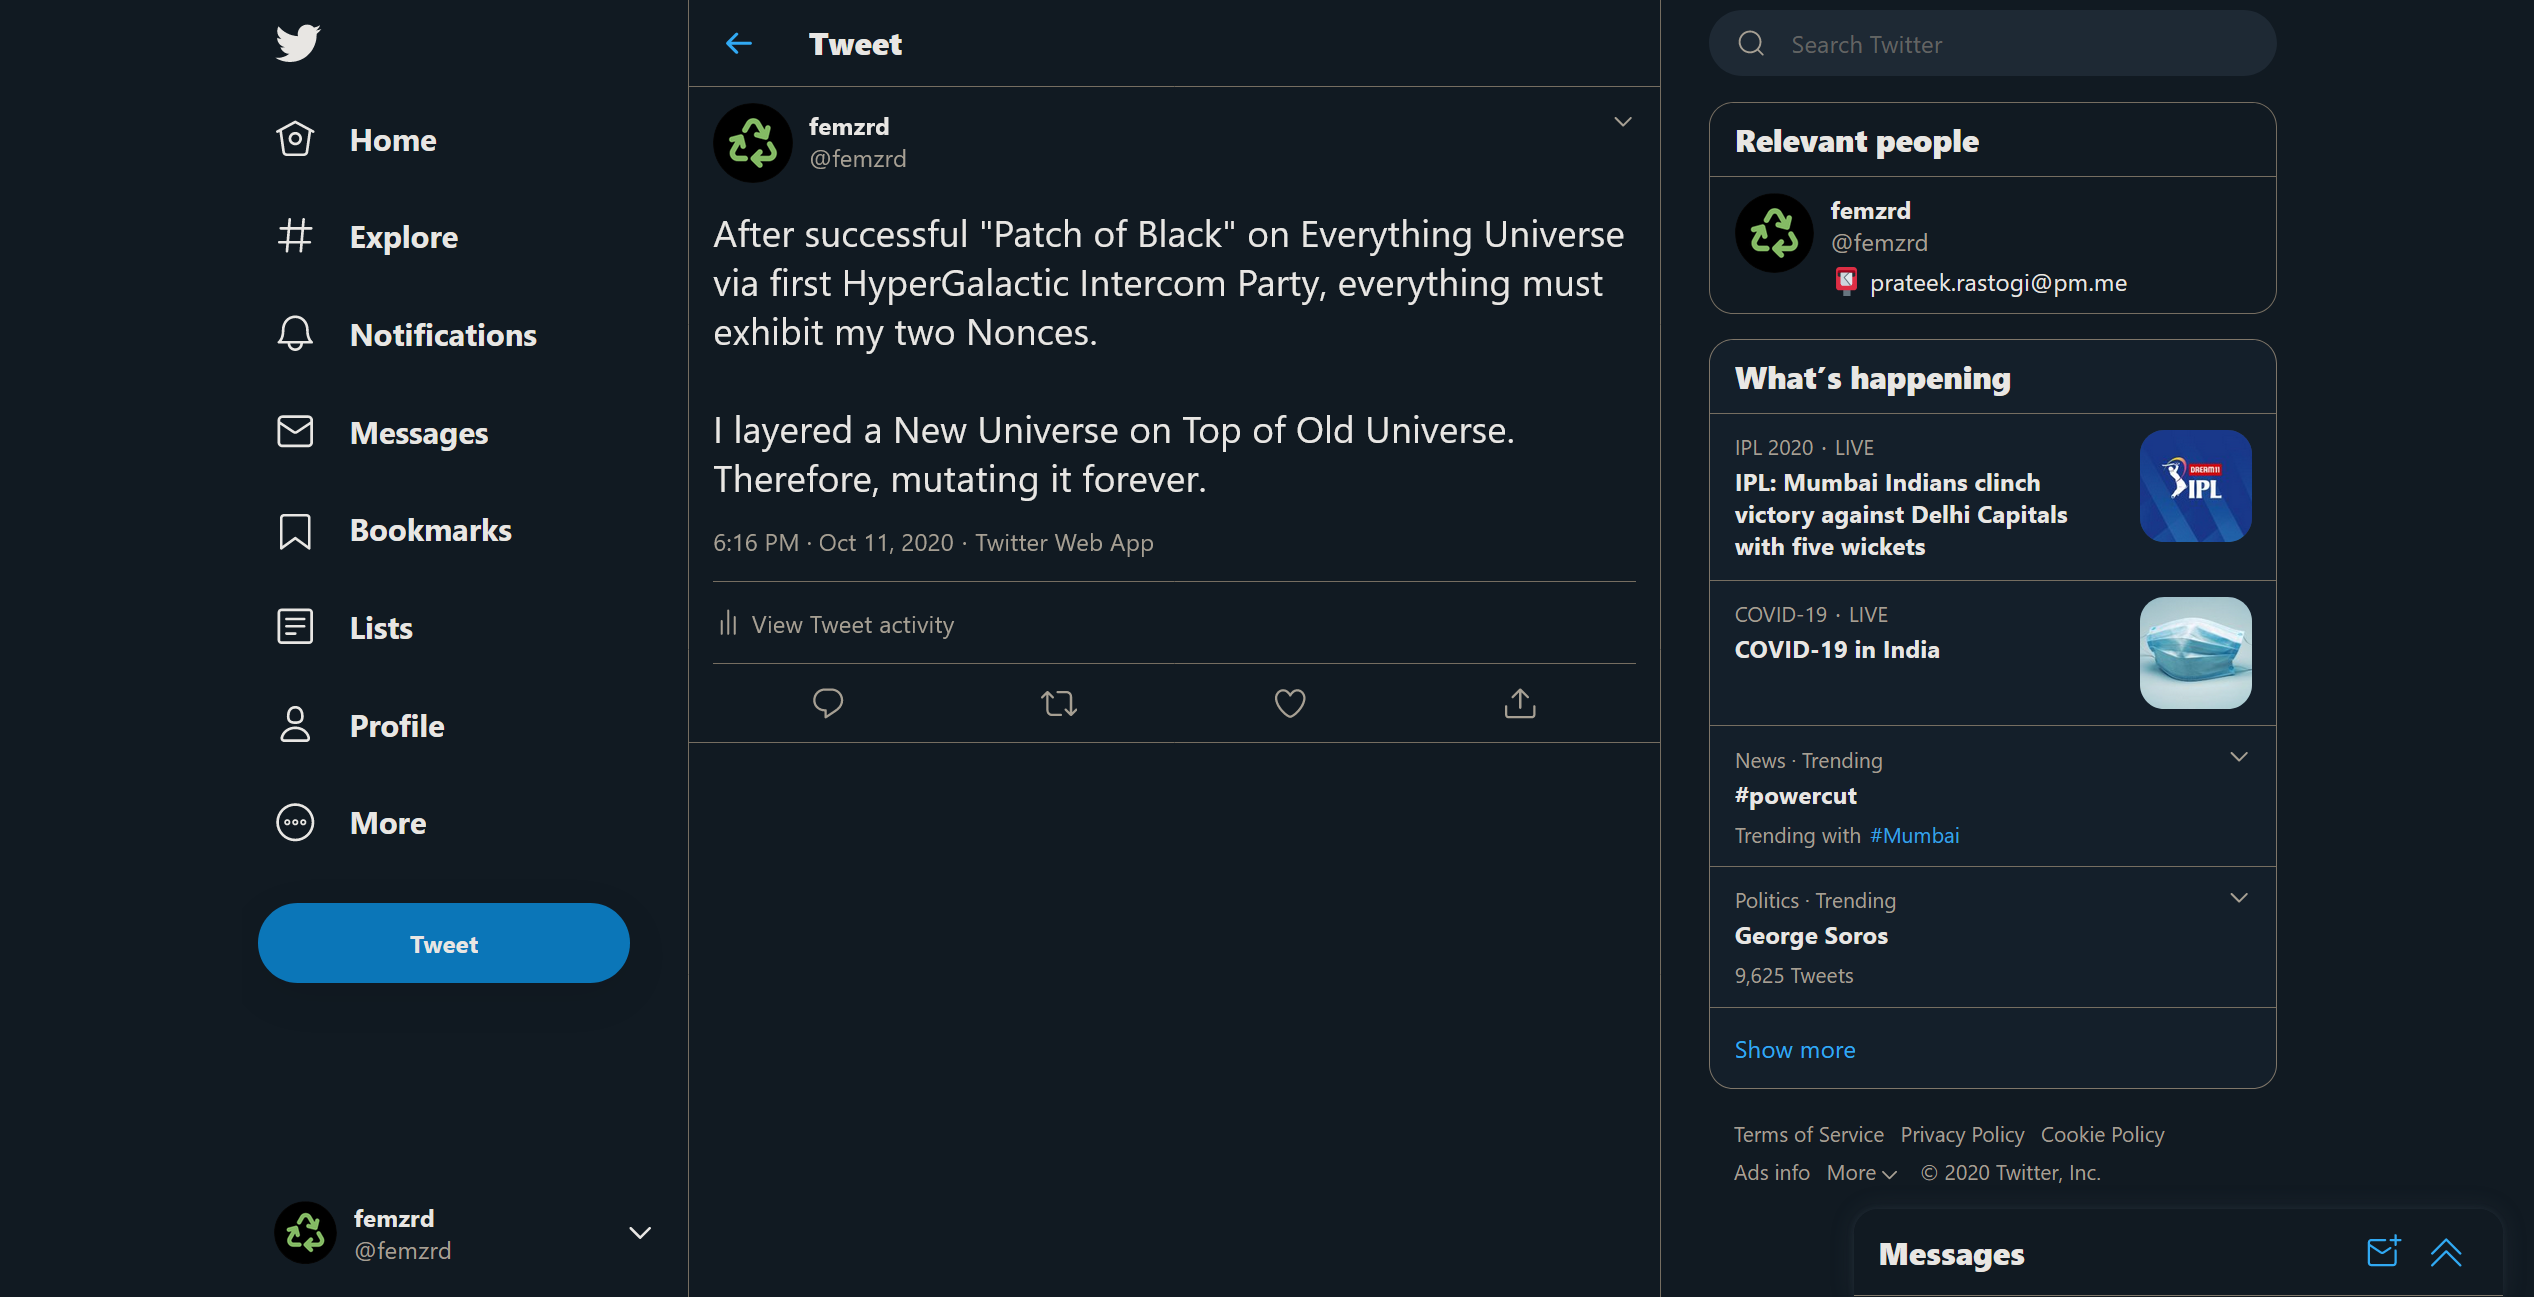 Home
Explore
Notifications
Messages
Bookmarks
Lists
Profile
More
Tweet
femzrd
@femzrd
Tweet
femzrd
@femzrd
After successful "Patch of Black" on Everything Universe
via first HyperGalactic Intercom Party, everything must
exhibit my two Nonces.
I layered a New Universe on Top of Old Universe.
Therefore, mutating it forever.
6:16 PM · Oct 11, 2020 · Twitter Web App
View Tweet activity
Search Twitter
Relevant people
femzrd
@femzrd
prateek.rastogi@pm.me
What´s happening
IPL 2020 · LIVE
IPL: Mumbai Indians clinch
victory against Delhi Capitals
with five wickets
DREAM11
IPL
COVID-19 · LIVE
COVID-19 in India
News · Trending
#powercut
Trending with #Mumbai
Politics · Trending
George Soros
9,625 Tweets
Show more
Terms of Service Privacy Policy Cookie Policy
Ads info More © 2020 Twitter, Inc.
Messages